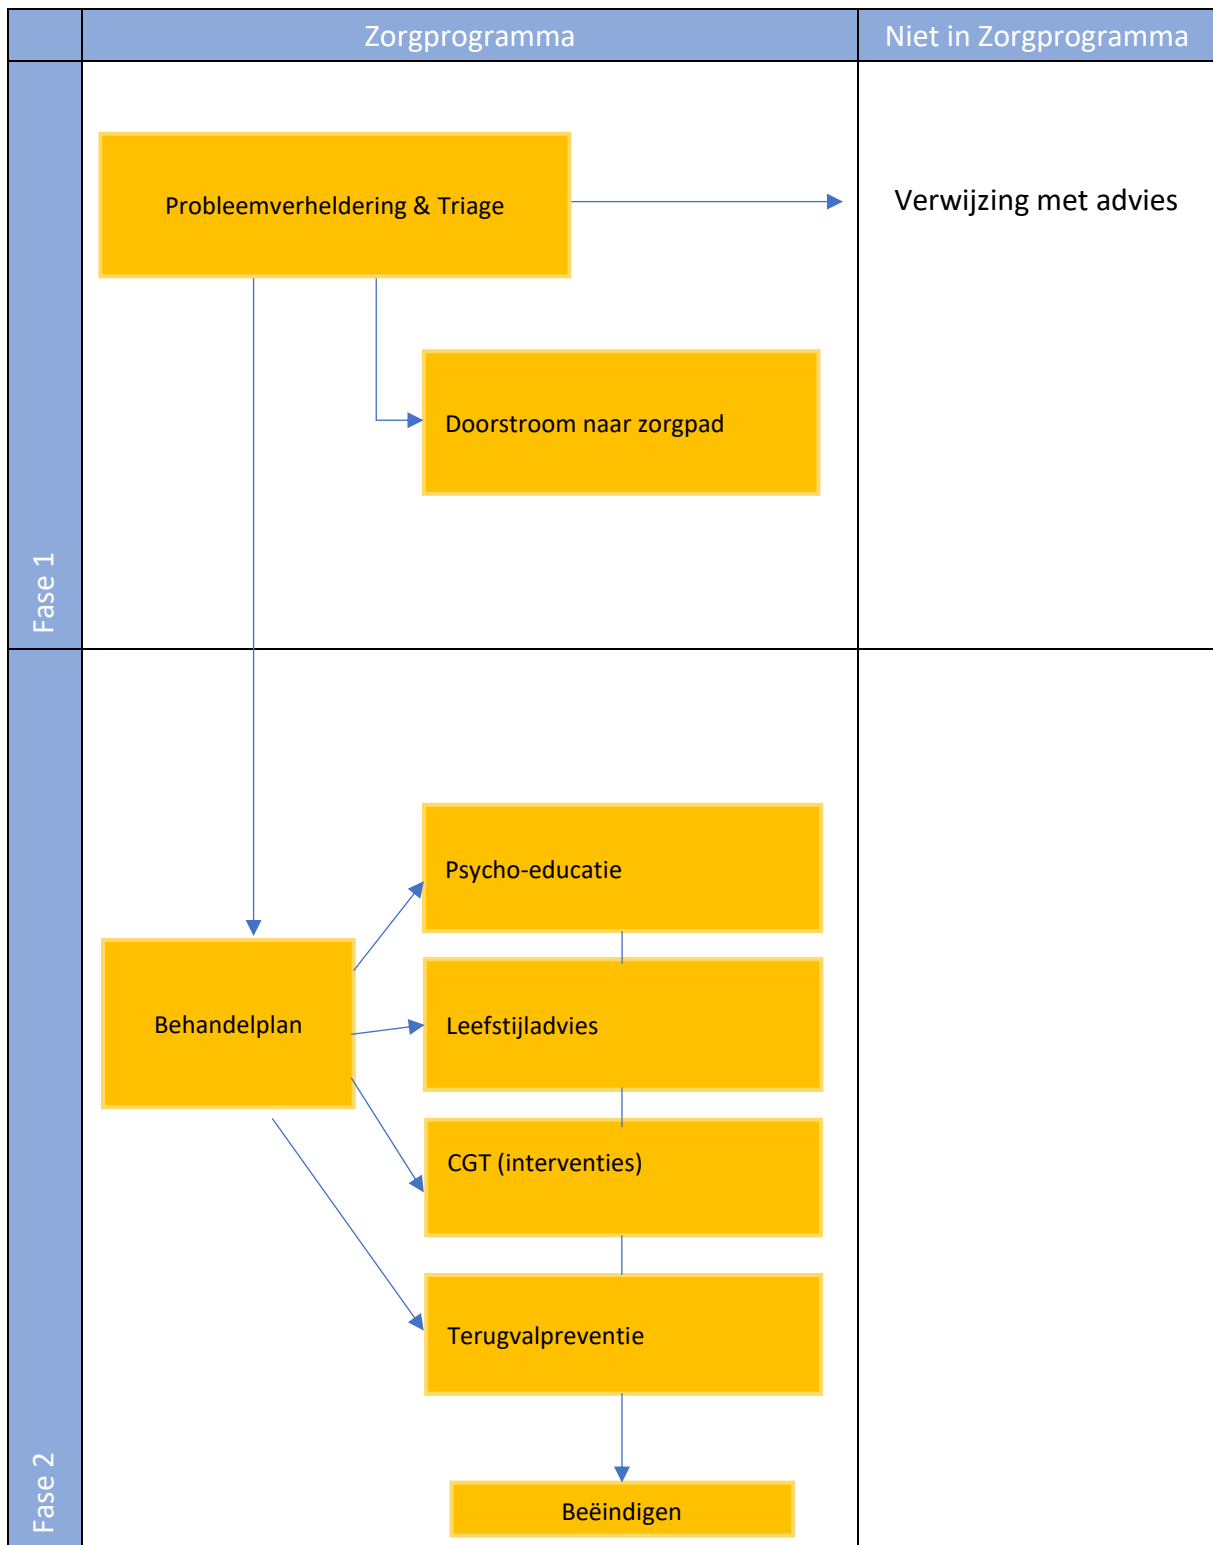 Zorgprogramma
Niet in Zorgprogramma
Fase 1
Probleemverheldering & Triage
Verwijzing met advies
Doorstroom naar zorgpad
Fase 2
Psycho-educatie
Behandelplan
Leefstijladvies
CGT (interventies)
Terugvalpreventie
Beëindigen